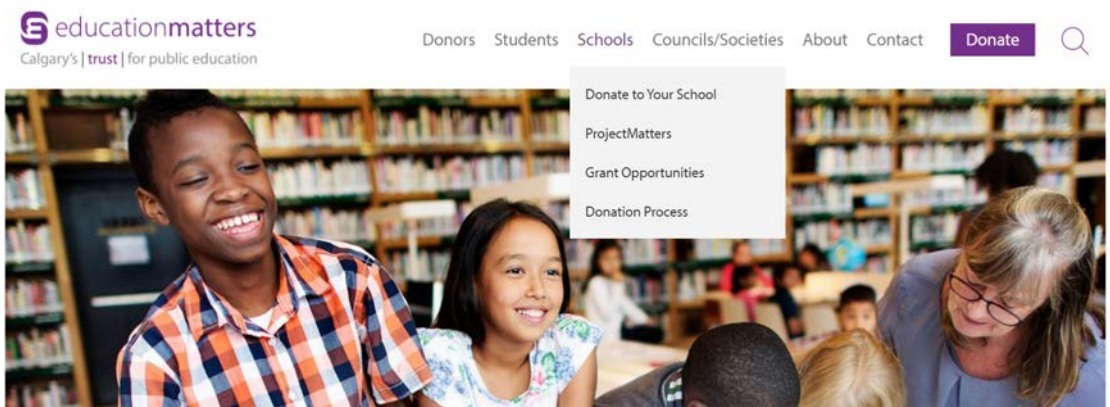 educationmatters
Calgary's | trust | for public education
Donors Students Schools Councils/Societies About Contact Donate
Donate to Your School
ProjectMatters
Grant Opportunities
Donation Process